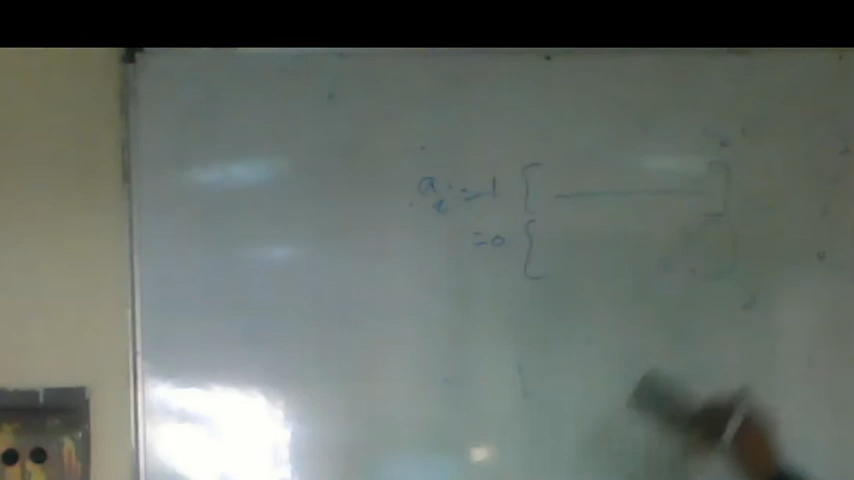 a_i = 1 [ ——— ]
= 0 [